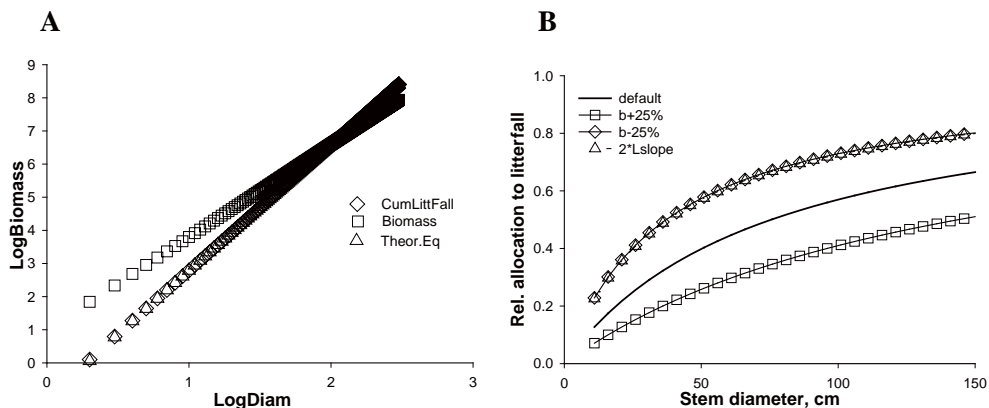 A
9
8
7
6
5
4
3
2
1
0
LogBiomass
CumLittFall
Biomass
Theor.Eq
0
1
2
3
LogDiam
B
1.0
0.8
0.6
0.4
0.2
0.0
Rel. allocation to litterfall
default
b+25%
b-25%
2*Lslope
0
50
100
150
Stem diameter, cm